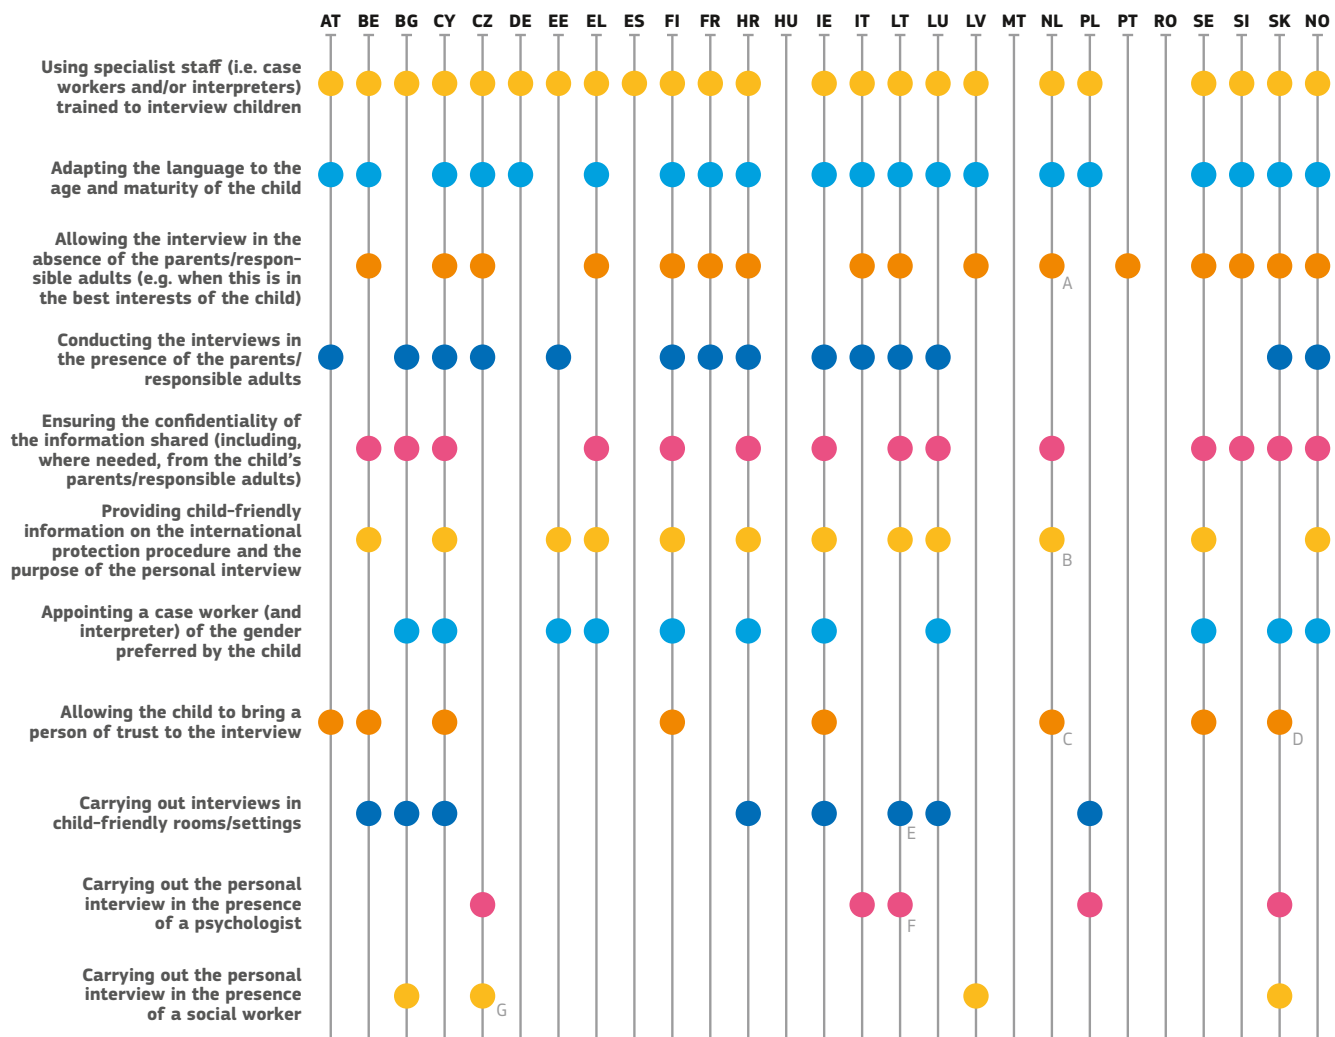 AT BE BG CY CZ DE EE EL ES FI FR HR HU IE IT LT LU LV MT NL PL PT RO SE SI SK NO
Using specialist staff (i.e. case
workers and/or interpreters)
trained to interview children
Adapting the language to the
age and maturity of the child
Allowing the interview in the
absence of the parents/respon-
sible adults (e.g. when this is in
the best interests of the child)
A
Conducting the interviews in
the presence of the parents/
responsible adults
Ensuring the confidentiality of
the information shared (including,
where needed, from the child's
parents/responsible adults)
Providing child-friendly
information on the international
protection procedure and the
purpose of the personal interview
B
Appointing a case worker (and
interpreter) of the gender
preferred by the child
Allowing the child to bring a
person of trust to the interview
C D
Carrying out interviews in
child-friendly rooms/settings
E
Carrying out the personal
interview in the presence
of a psychologist
F
Carrying out the personal
interview in the presence
of a social worker
G